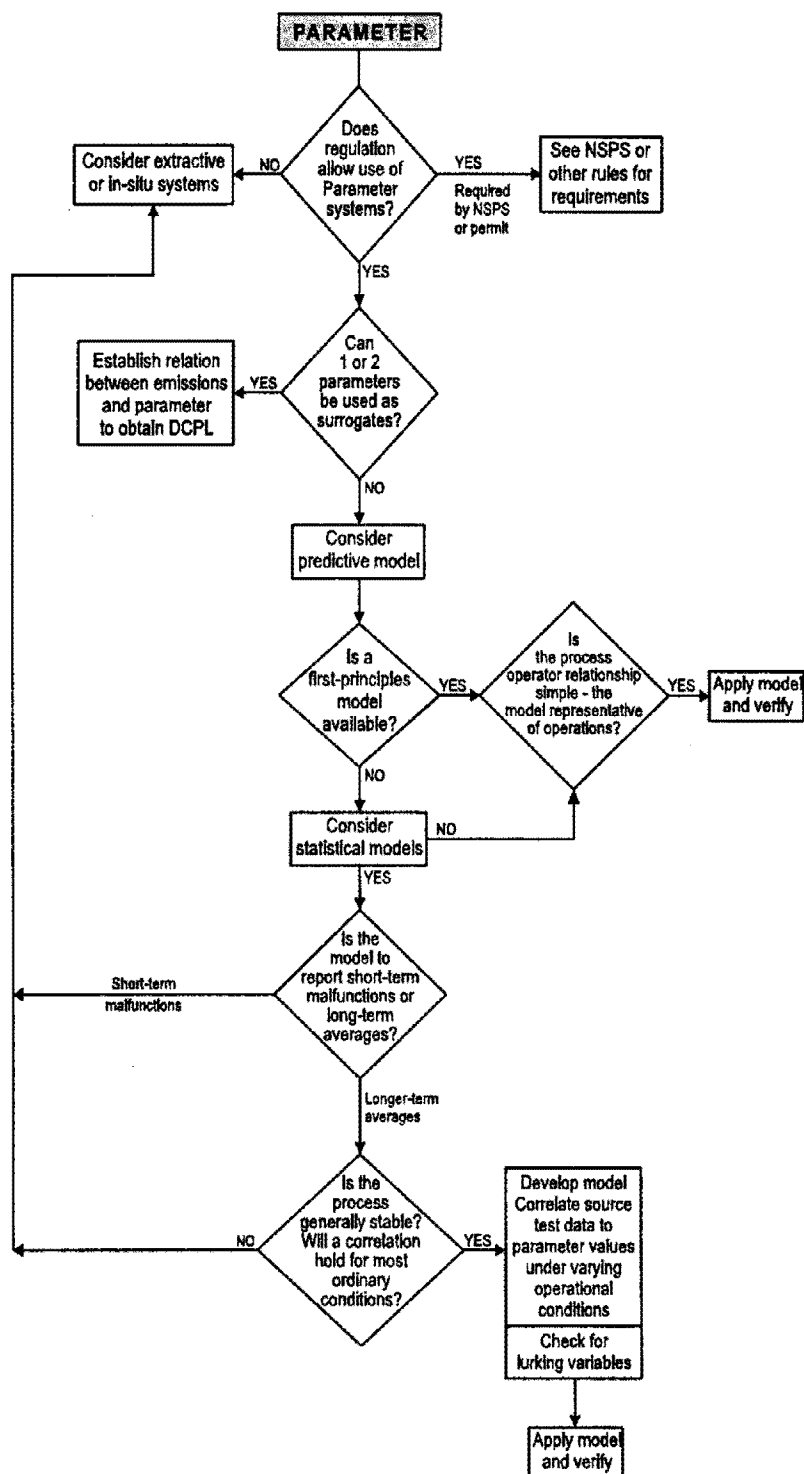 PARAMETER
Does
regulation
allow use of
Parameter
systems?
NO
Consider extractive
or in-situ systems
YES
Required
by NSPS
or permit
See NSPS or
other rules for
requirements
YES
Can
1 or 2
parameters
be used as
surrogates?
YES
Establish relation
between emissions
and parameter
to obtain DCPL
NO
Consider
predictive model
Is a
first-principles
model
available?
YES
Is
the process
operator relationship
simple - the
model representative
of operations?
YES
Apply model
and verify
NO
Consider
statistical models
NO
YES
Is the
model to
report short-term
malfunctions or
long-term
averages?
Short-term
malfunctions
Longer-term
averages
Is the
process
generally stable?
Will a correlation
hold for most
ordinary
conditions?
NO
YES
Develop model
Correlate source
test data to
parameter values
under varying
operational
conditions
Check for
lurking variables
Apply model
and verify